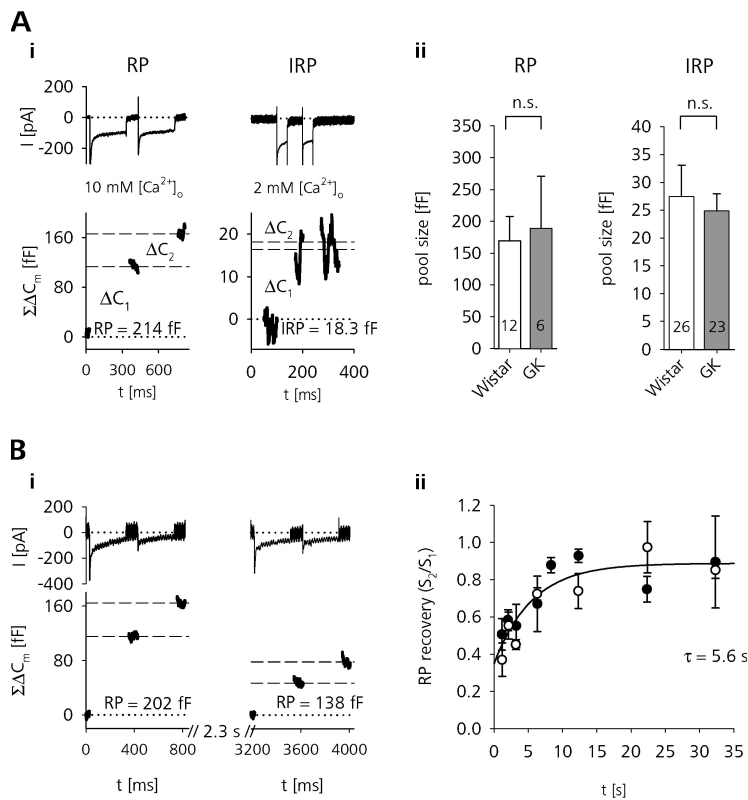 A
i
ii
RP
IRP
RP
IRP
200
0
-200
I [pA]
10 mM [Ca²⁺]ₒ
2 mM [Ca²⁺]ₒ
160
80
0
ΣΔCₘ [fF]
ΔC₂
ΔC₁
RP = 214 fF
0
300
600
t [ms]
20
10
0
ΔC₂
ΔC₁
IRP = 18.3 fF
0
200
400
t [ms]
n.s.
350
300
250
200
150
100
50
0
pool size [fF]
12
6
Wistar
GK
n.s.
40
35
30
25
20
15
10
5
0
pool size [fF]
26
23
Wistar
GK
B
i
ii
200
0
-200
-400
I [pA]
160
80
0
ΣΔCₘ [fF]
RP = 202 fF
RP = 138 fF
0
400
800
// 2.3 s //
3200
3600
4000
t [ms]
t [ms]
1.2
1.0
0.8
0.6
0.4
0.2
0.0
RP recovery (S₂/S₁)
τ = 5.6 s
0
5
10
15
20
25
30
35
t [s]